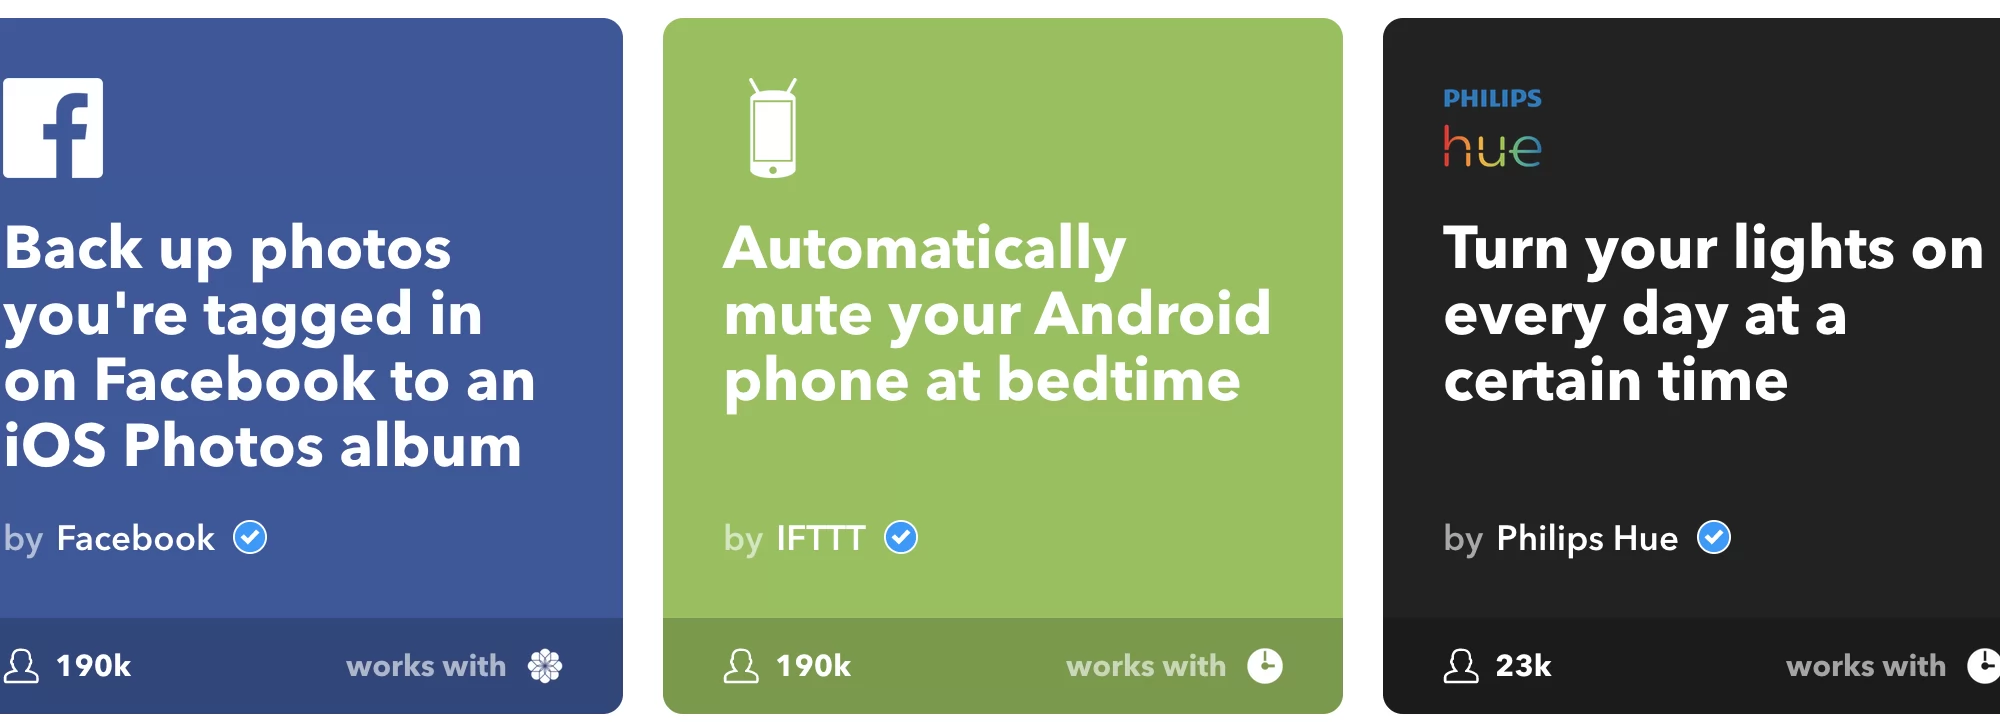 Back up photos
you're tagged in
on Facebook to an
iOS Photos album
by Facebook
190k
works with
Automatically
mute your Android
phone at bedtime
by IFTTT
190k
works with
PHILIPS
hue
Turn your lights on
every day at a
certain time
by Philips Hue
23k
works with